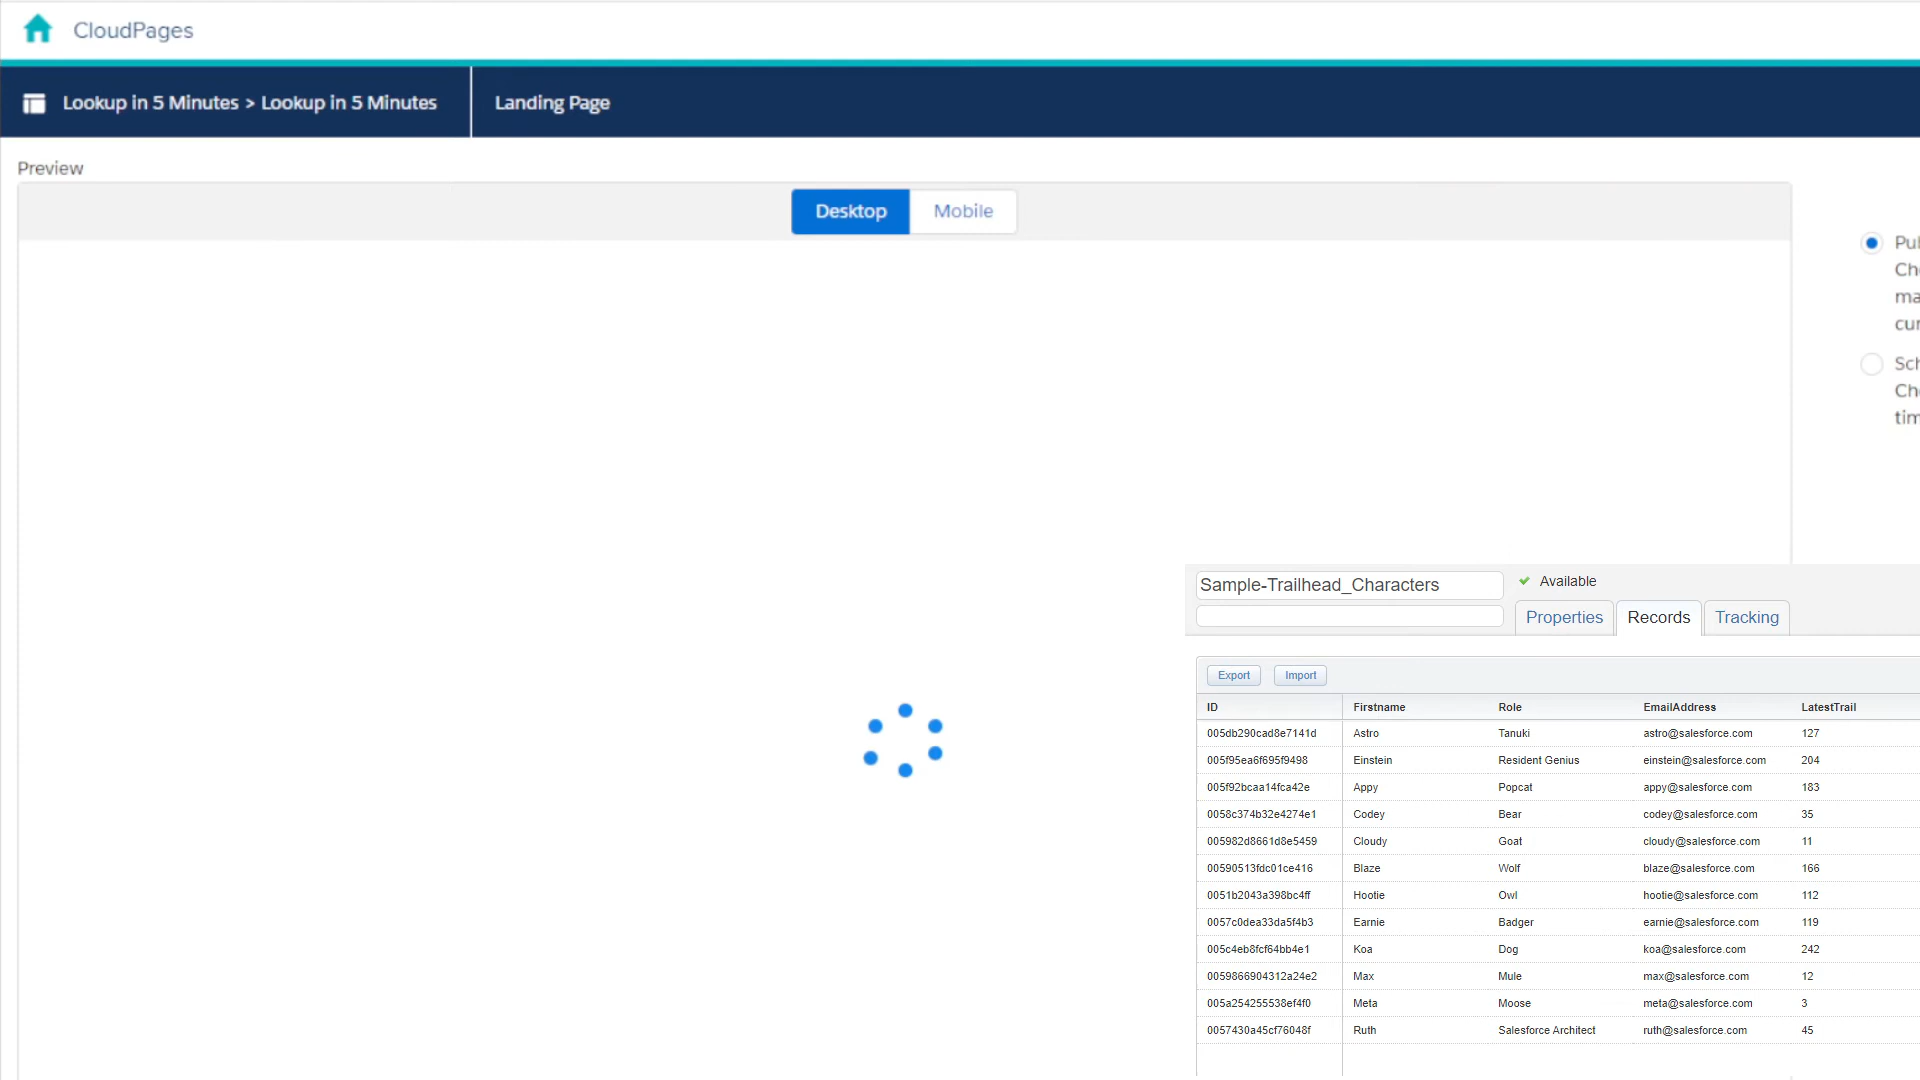 CloudPages
Lookup in 5 Minutes > Lookup in 5 Minutes
Landing Page
Preview
Desktop
Mobile
Sample-Trailhead_Characters
Available
Properties
Records
Tracking
Export
Import
ID Firstname Role EmailAddress LatestTrail
005db290cad8e7141d Astro Tanuki astro@salesforce.com 127
005f95ea6f695f9498 Einstein Resident Genius einstein@salesforce.com 204
005f92bcaa14fca42e Appy Popcat appy@salesforce.com 183
0058c374b32e4274e1 Codey Bear codey@salesforce.com 35
005982d8661d8e5459 Cloudy Goat cloudy@salesforce.com 11
00590513fdc01ce416 Blaze Wolf blaze@salesforce.com 166
0051b2043a398bc4ff Hootie Owl hootie@salesforce.com 112
0057c0dea33da5f4b3 Earnie Badger earnie@salesforce.com 119
005c4eb8fcf64bb4e1 Koa Dog koa@salesforce.com 242
0059866904312a24e2 Max Mule max@salesforce.com 12
005a254255538ef4f0 Meta Moose meta@salesforce.com 3
0057430a45cf76048f Ruth Salesforce Architect ruth@salesforce.com 45